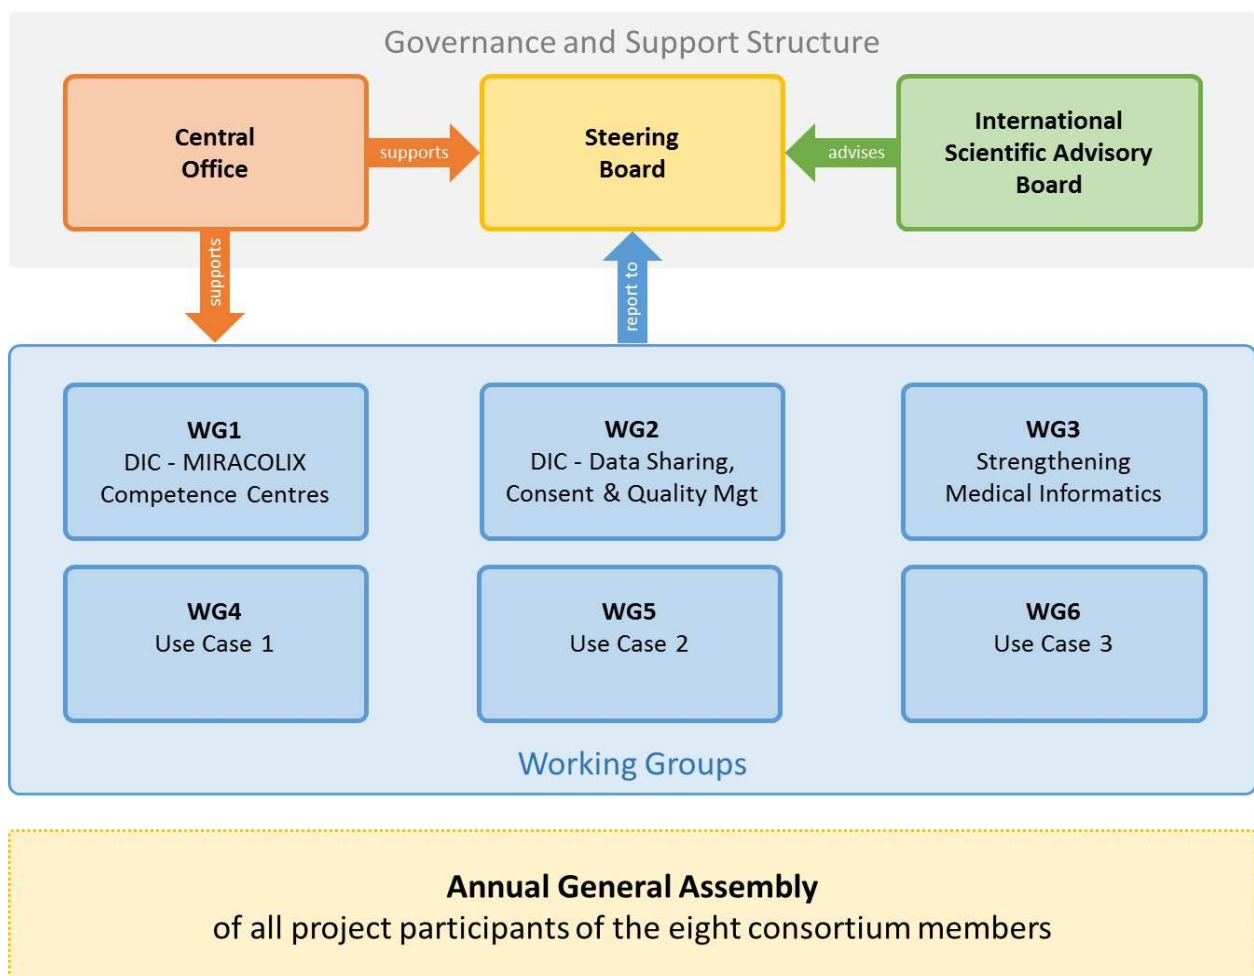 Governance and Support Structure
Central
Office
supports
Steering
Board
advises
International
Scientific Advisory
Board
supports
report to
WG1
DIC - MIRACOLIX
Competence Centres
WG2
DIC - Data Sharing,
Consent & Quality Mgt
WG3
Strengthening
Medical Informatics
WG4
Use Case 1
WG5
Use Case 2
WG6
Use Case 3
Working Groups
Annual General Assembly
of all project participants of the eight consortium members